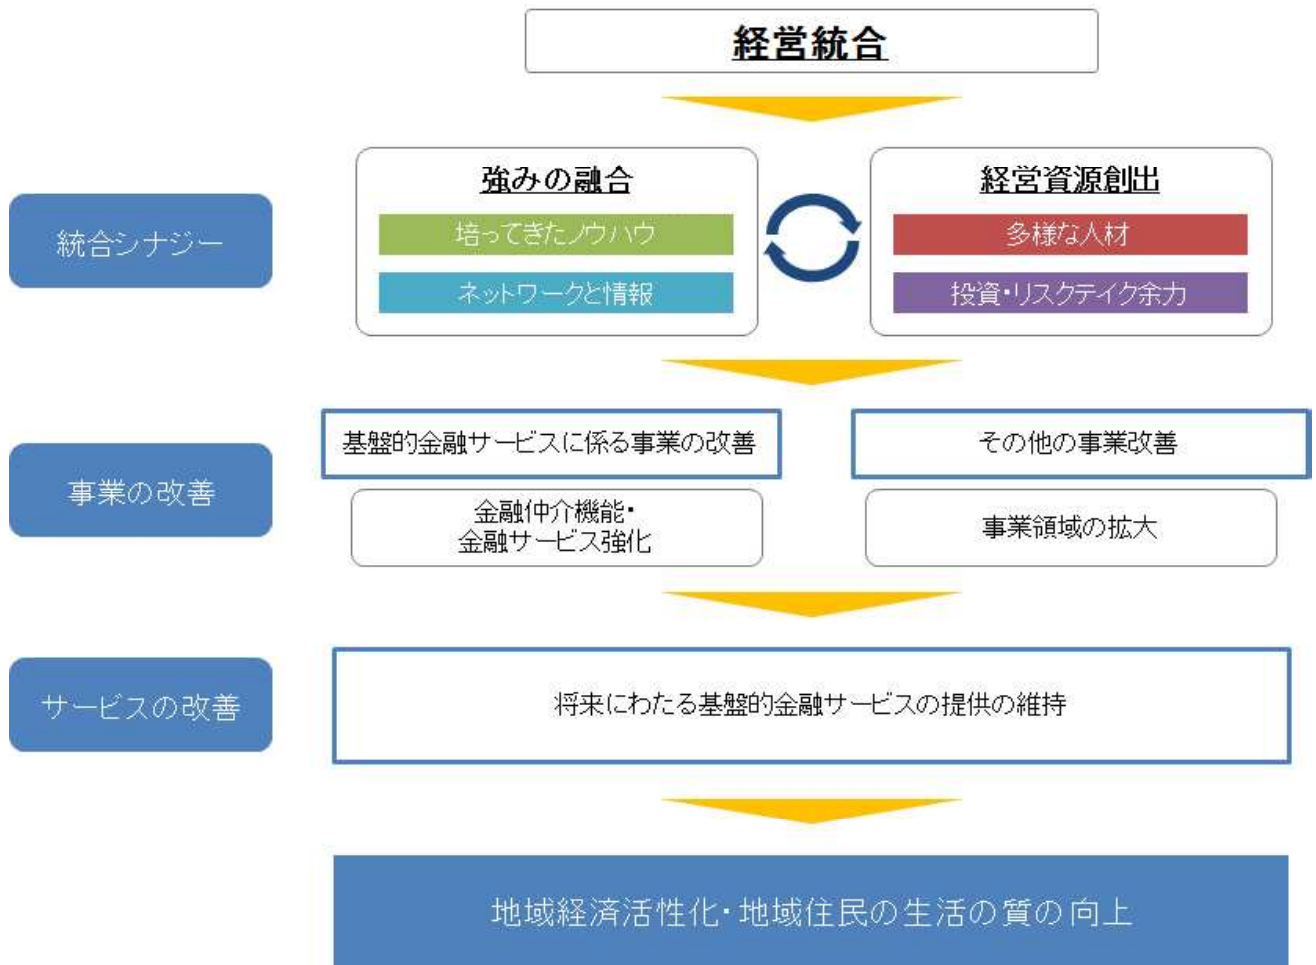 経営統合
統合シナジー
強みの融合
培ってきたノウハウ
ネットワークと情報
経営資源創出
多様な人材
投資・リスクテイク余力
事業の改善
基盤的金融サービスに係る事業の改善
金融仲介機能・
金融サービス強化
その他の事業改善
事業領域の拡大
サービスの改善
将来にわたる基盤的金融サービスの提供の維持
地域経済活性化・地域住民の生活の質の向上